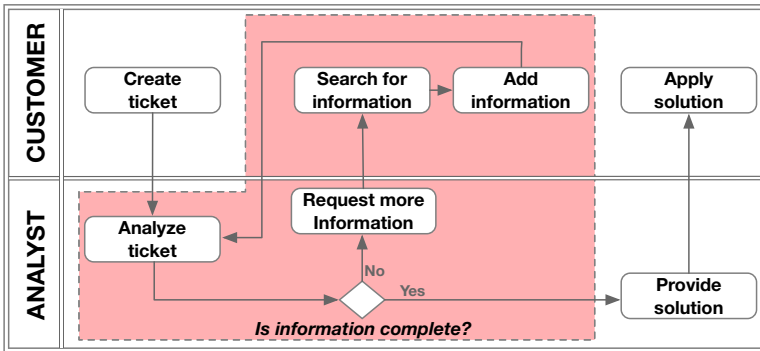 CUSTOMER
Create
ticket
Search for
information
Add
information
Apply
solution
ANALYST
Analyze
ticket
Request more
Information
No
Yes
Provide
solution
Is information complete?